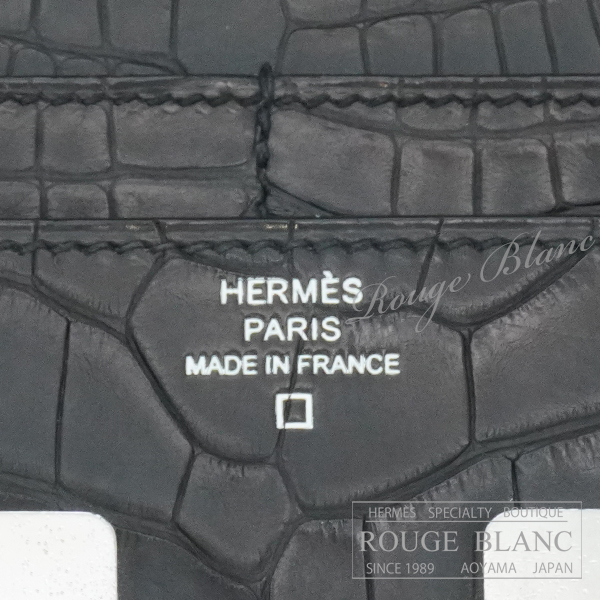 HERMÈS
PARIS
MADE IN FRANCE
Rouge Blanc
HERMES SPECIALTY BOUTIQUE
ROUGE BLANC
SINCE 1989 AOYAMA JAPAN